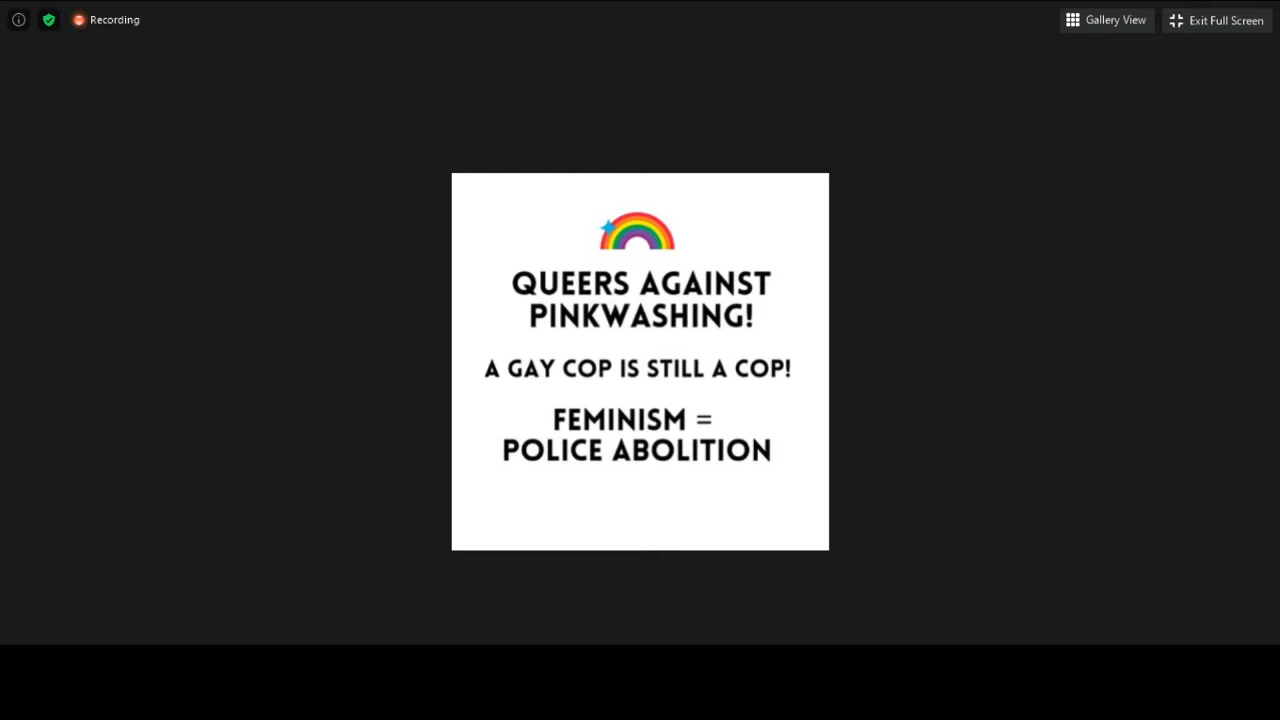 Recording
Gallery View
Exit Full Screen
QUEERS AGAINST
PINKWASHING!
A GAY COP IS STILL A COP!
FEMINISM =
POLICE ABOLITION